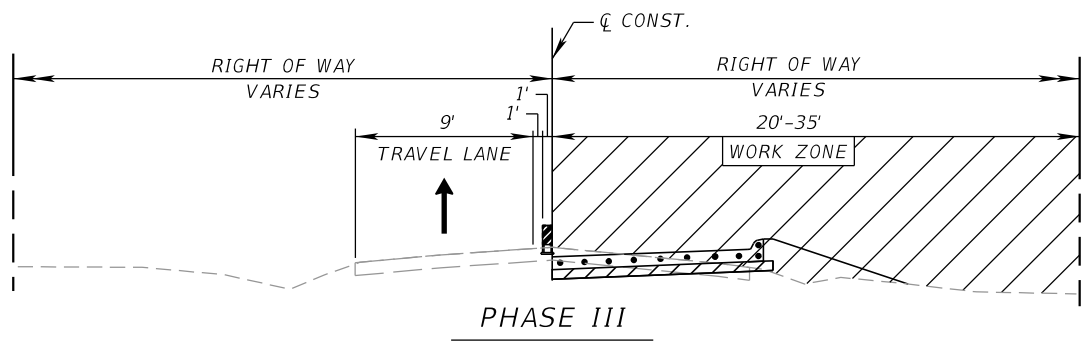 ℄ CONST.
RIGHT OF WAY
VARIES
RIGHT OF WAY
VARIES
1'
1'
9'
20'-35'
TRAVEL LANE
WORK ZONE
PHASE III